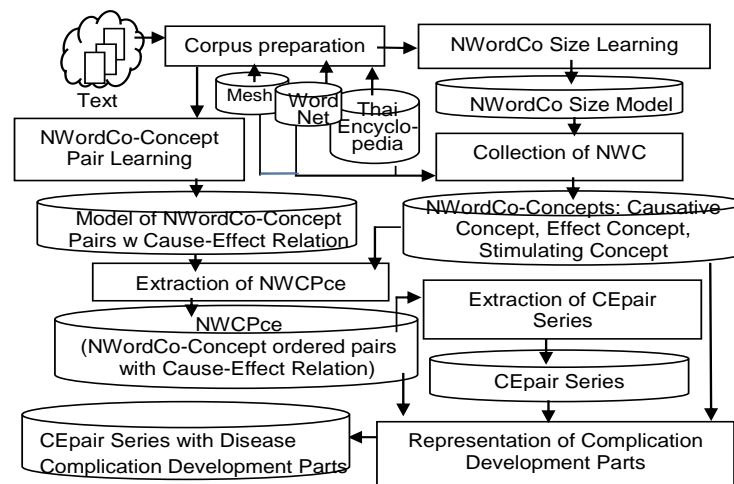 Corpus preparation
NWordCo Size Learning
Text
Mesh
Word
Net
Thai
Encyclo-
pedia
NWordCo Size Model
NWordCo-Concept
Pair Learning
Collection of NWC
Model of NWordCo-Concept
Pairs w Cause-Effect Relation
NWordCo-Concepts: Causative
Concept, Effect Concept,
Stimulating Concept
Extraction of NWCPce
Extraction of CEpair
Series
NWCPce
(NWordCo-Concept ordered pairs
with Cause-Effect Relation)
CEpair Series
CEpair Series with Disease
Complication Development Parts
Representation of Complication
Development Parts